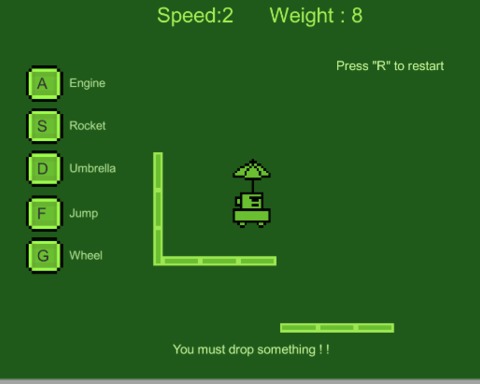 Speed:2 Weight : 8
Press "R" to restart
A Engine
S Rocket
D Umbrella
F Jump
G Wheel
You must drop something ! !